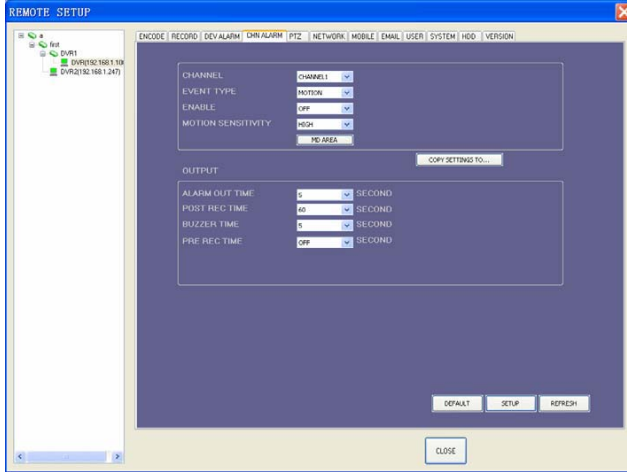 REMOTE SETUP
a
first
DVR1
DVR(192.168.1.10
DVR2(192.168.1.247)
ENCODE RECORD DEV ALARM CHN ALARM PTZ NETWORK MOBILE EMAIL USER SYSTEM HDD VERSION
CHANNEL CHANNEL1
EVENT TYPE MOTION
ENABLE OFF
MOTION SENSITIVITY HIGH
MD AREA
COPY SETTINGS TO...
OUTPUT
ALARM OUT TIME 5 SECOND
POST REC TIME 60 SECOND
BUZZER TIME 5 SECOND
PRE REC TIME OFF SECOND
DEFAULT SETUP REFRESH
CLOSE